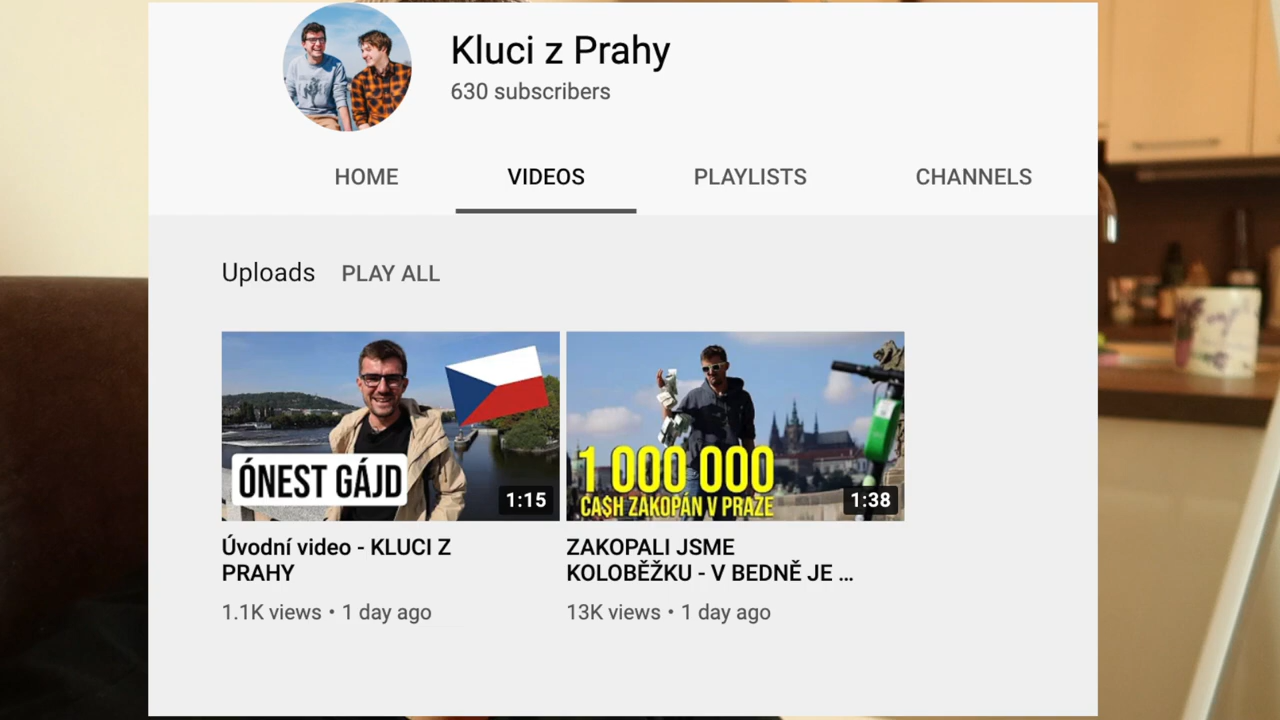 Kluci z Prahy
630 subscribers
HOME VIDEOS PLAYLISTS CHANNELS
Uploads PLAY ALL
ÓNEST GÁJD
1:15
1 000 000
CA$H ZAKOPÁN V PRAZE
1:38
Úvodní video - KLUCI Z
PRAHY
1.1K views • 1 day ago
ZAKOPALI JSME
KOLOBĚŽKU - V BEDNĚ JE ...
13K views • 1 day ago